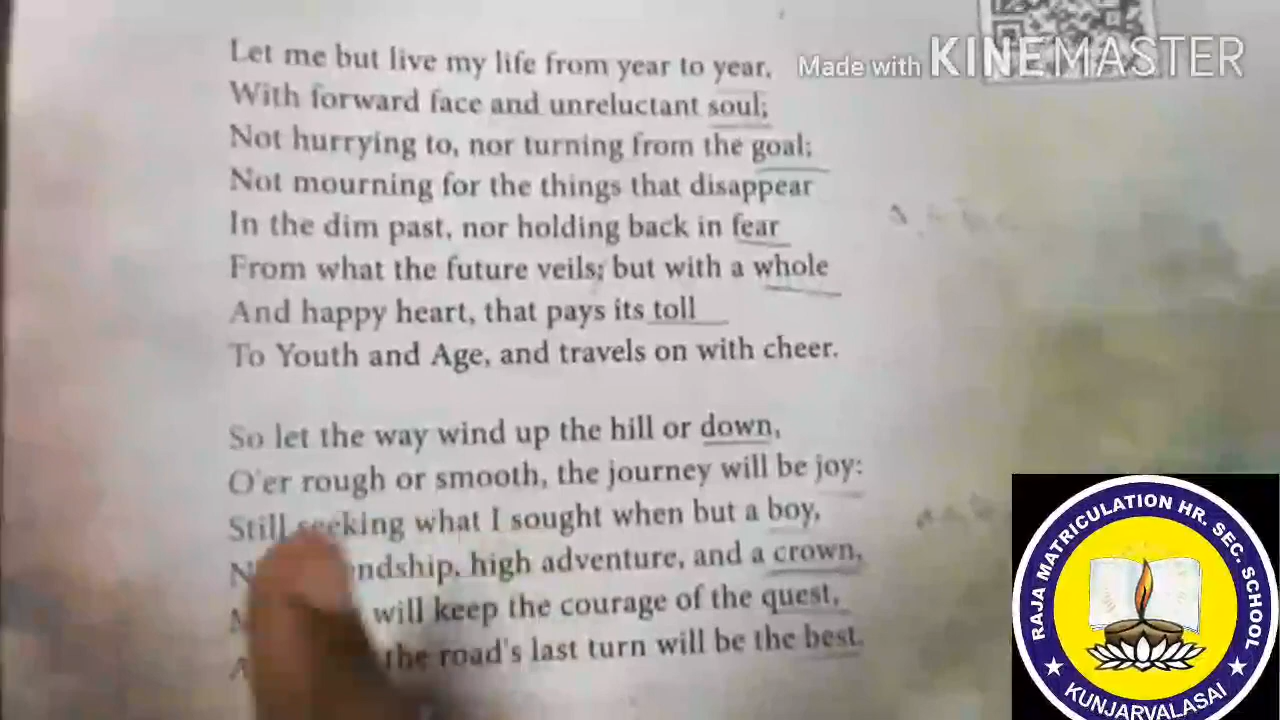 Made with KINEMASTER
Let me but live my life from year to year,
With forward face and unreluctant soul;
Not hurrying to, nor turning from the goal;
Not mourning for the things that disappear
In the dim past, nor holding back in fear
From what the future veils; but with a whole
And happy heart, that pays its toll
To Youth and Age, and travels on with cheer.
So let the way wind up the hill or down,
O'er rough or smooth, the journey will be joy:
Still seeking what I sought when but a boy,
high adventure, and a crown,
will keep the courage of the quest,
the road's last turn will be the best.
RAJA MATRICULATION HR. SEC. SCHOOL
KUNJARVALASAI